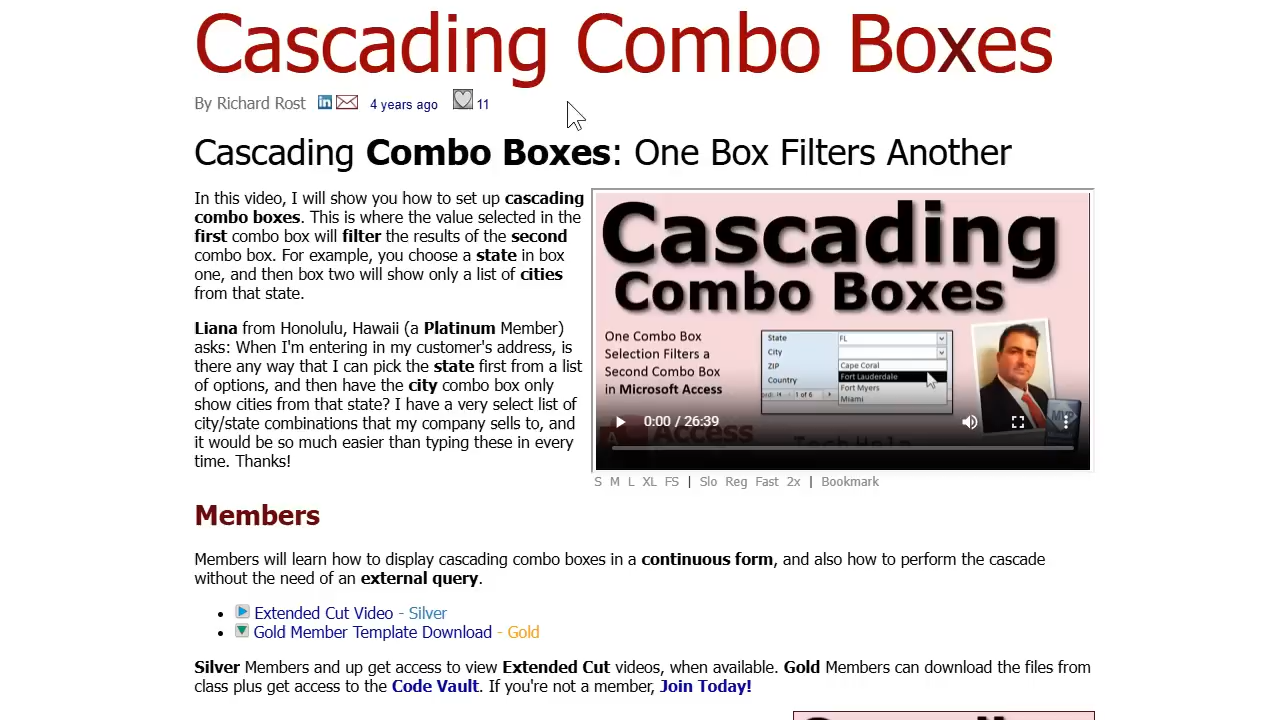 Cascading Combo Boxes
By Richard Rost in 4 years ago 11
Cascading Combo Boxes: One Box Filters Another
In this video, I will show you how to set up cascading
combo boxes. This is where the value selected in the
first combo box will filter the results of the second
combo box. For example, you choose a state in box
one, and then box two will show only a list of cities
from that state.
Liana from Honolulu, Hawaii (a Platinum Member)
asks: When I'm entering in my customer's address, is
there any way that I can pick the state first from a list
of options, and then have the city combo box only
show cities from that state? I have a very select list of
city/state combinations that my company sells to, and
it would be so much easier than typing these in every
time. Thanks!
Cascading
Combo Boxes
One Combo Box
Selection Filters a
Second Combo Box
in Microsoft Access
State FL
City
ZIP Cape Coral
Country Fort Lauderdale
Fort Myers
1 of 6 Miami
MVP
A Access
Tech Help
0:00 / 26:39
S M L XL FS | Slo Reg Fast 2x | Bookmark
Members
Members will learn how to display cascading combo boxes in a continuous form, and also how to perform the cascade
without the need of an external query.
• Extended Cut Video - Silver
• Gold Member Template Download - Gold
Silver Members and up get access to view Extended Cut videos, when available. Gold Members can download the files from
class plus get access to the Code Vault. If you're not a member, Join Today!